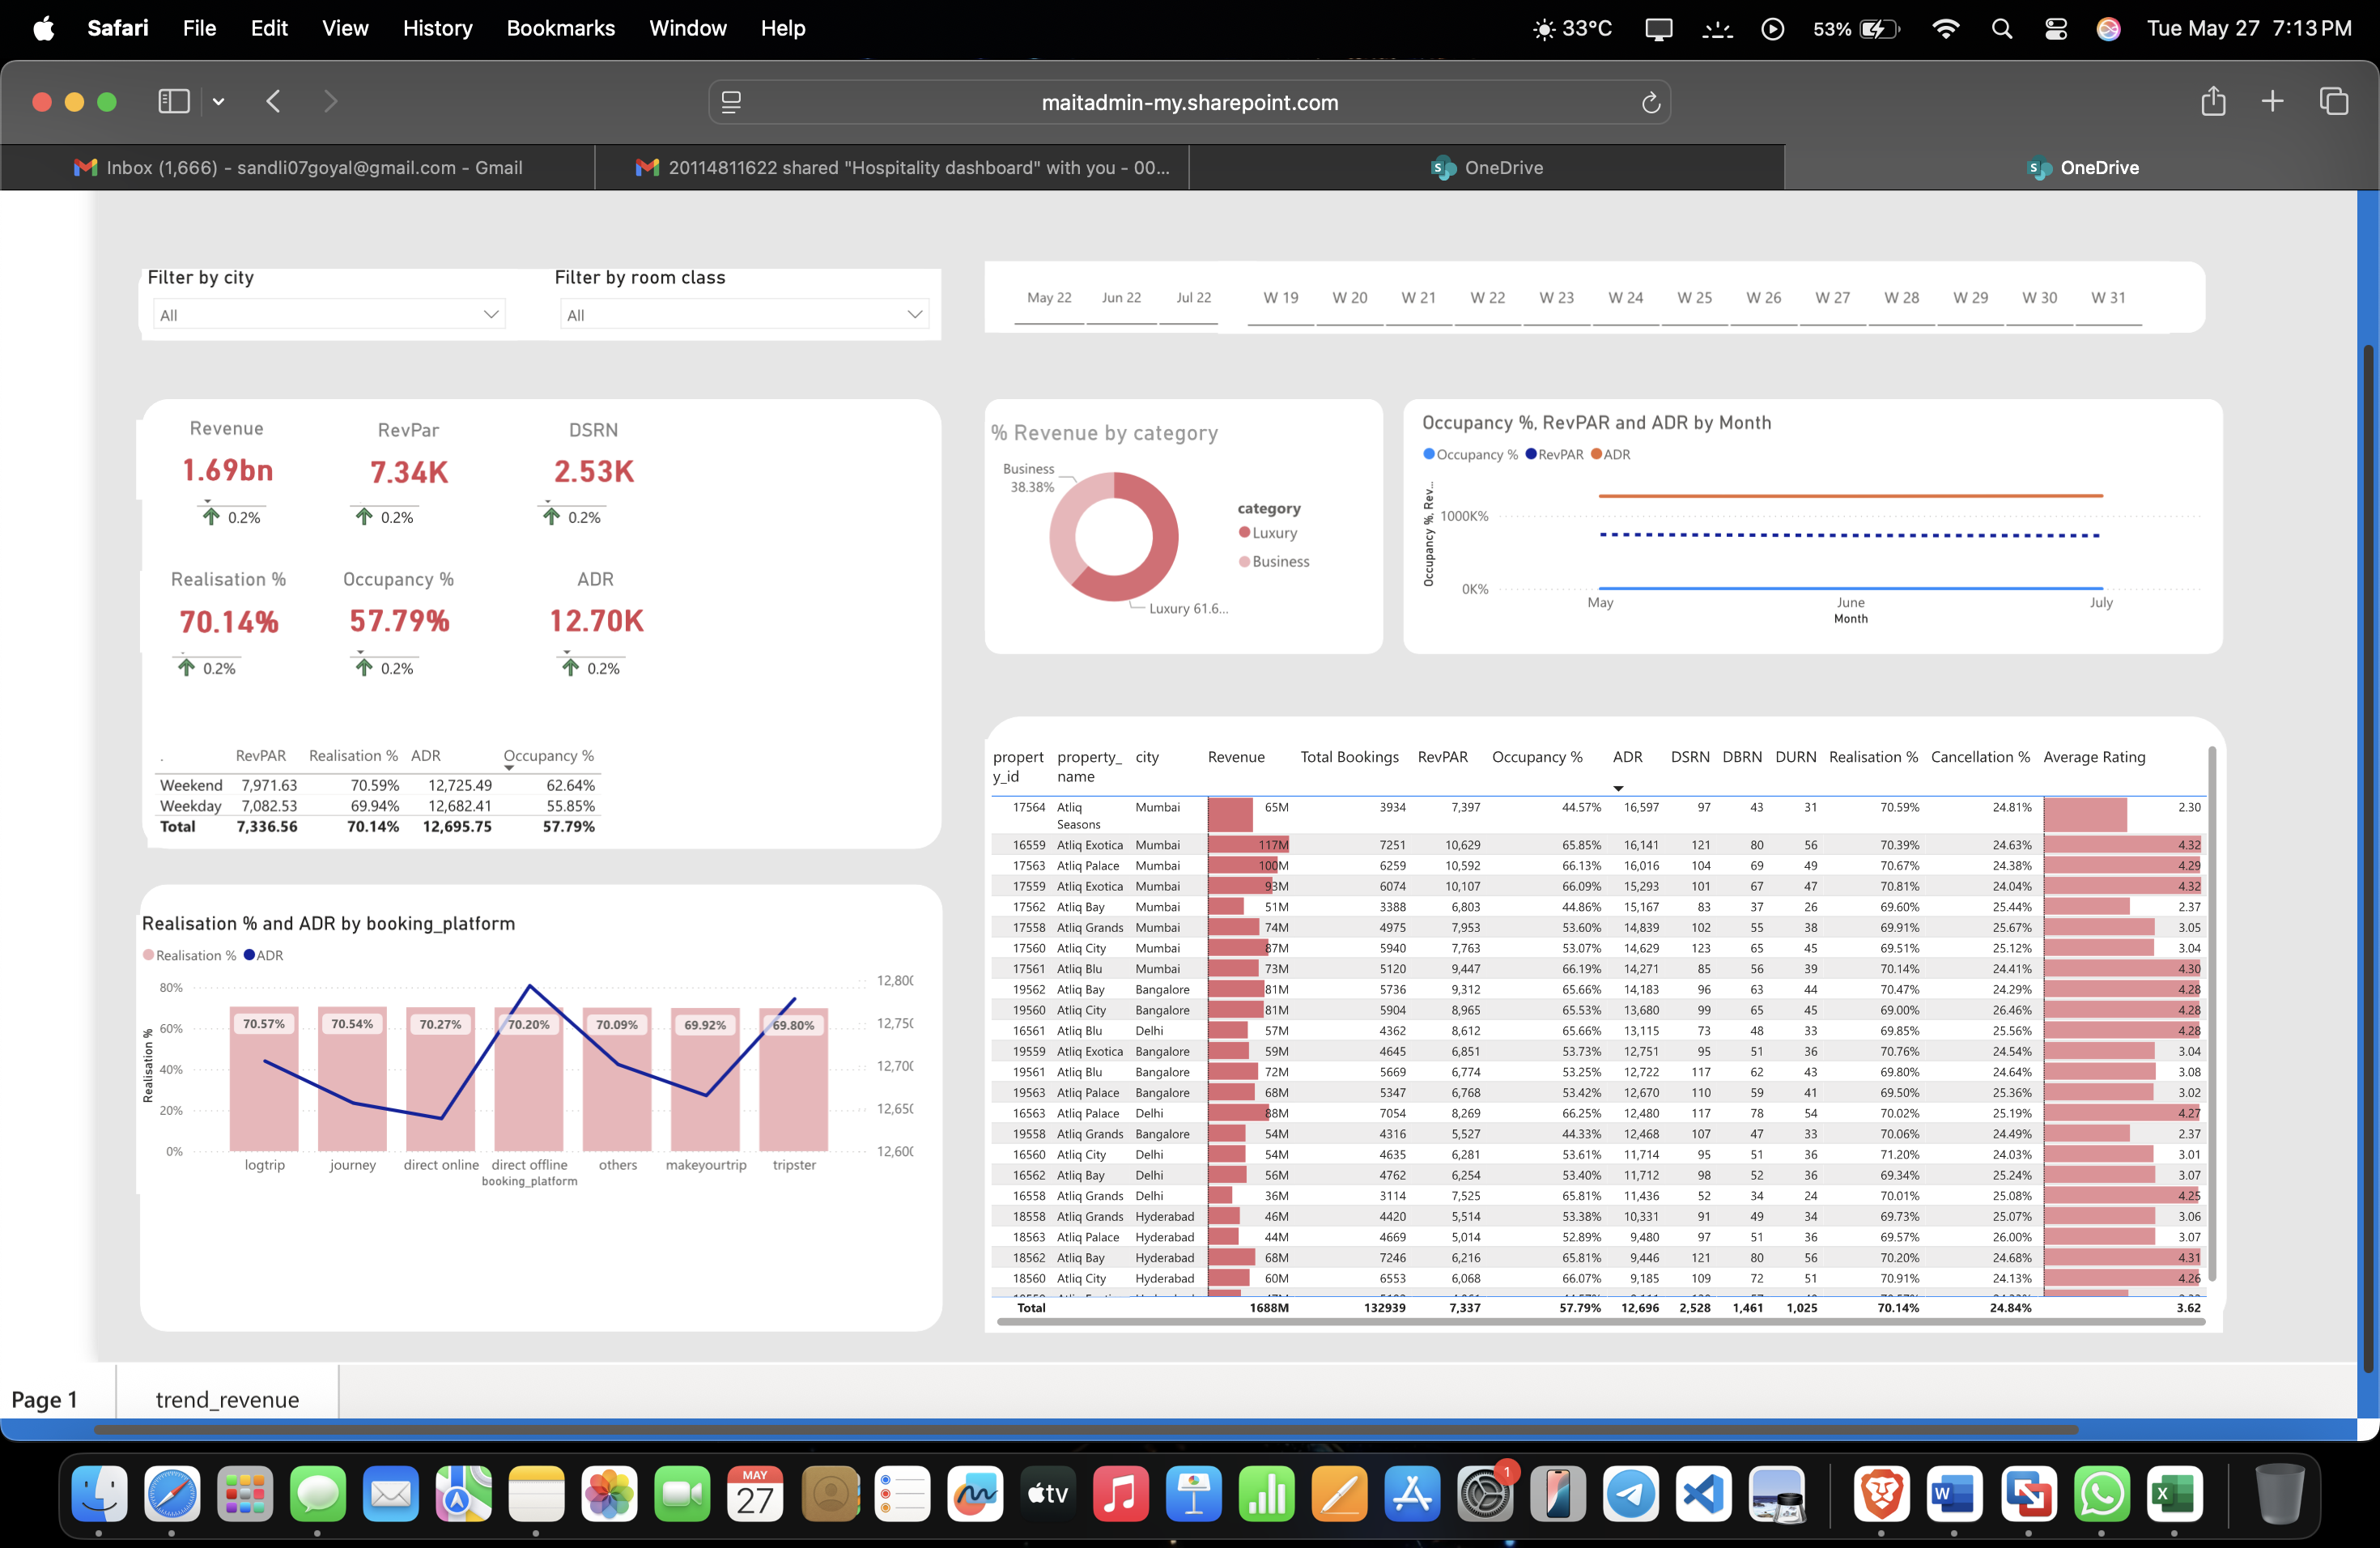 Safari File Edit View History Bookmarks Window Help 33°C 53% Tue May 27 7:13 PM
maitadmin-my.sharepoint.com
Inbox (1,666) - sandli07goyal@gmail.com - Gmail
20114811622 shared "Hospitality dashboard" with you - 00...
OneDrive
OneDrive
Filter by city
All
Filter by room class
All
May 22 Jun 22 Jul 22 W 19 W 20 W 21 W 22 W 23 W 24 W 25 W 26 W 27 W 28 W 29 W 30 W 31
Revenue RevPar DSRN
1.69bn 7.34K 2.53K
0.2% 0.2% 0.2%
Realisation % Occupancy % ADR
70.14% 57.79% 12.70K
0.2% 0.2% 0.2%
. RevPAR Realisation % ADR Occupancy %
Weekend 7,971.63 70.59% 12,725.49 62.64%
Weekday 7,082.53 69.94% 12,682.41 55.85%
Total 7,336.56 70.14% 12,695.75 57.79%
% Revenue by category
Business
38.38%
Luxury 61.6...
category
Luxury
Business
Occupancy %, RevPAR and ADR by Month
Occupancy % RevPAR ADR
Occupancy %, Rev...
1000K%
0K%
May June July
Month
Realisation % and ADR by booking_platform
Realisation % ADR
Realisation %
80%
60%
40%
20%
0%
70.57% 70.54% 70.27% 70.20% 70.09% 69.92% 69.80%
logtrip journey direct online direct offline others makeyourtrip tripster
booking_platform
propert
y_id
property_
name
city Revenue Total Bookings RevPAR Occupancy % ADR DSRN DBRN DURN Realisation % Cancellation % Average Rating
17564 Atliq Seasons Mumbai 65M 3934 7,397 44.57% 16,597 97 43 31 70.59% 24.81% 2.30
16559 Atliq Exotica Mumbai 117M 7251 10,629 65.85% 16,141 121 80 56 70.39% 24.63% 4.32
17563 Atliq Palace Mumbai 100M 6259 10,592 66.13% 16,016 104 69 49 70.67% 24.38% 4.29
17559 Atliq Exotica Mumbai 93M 6074 10,107 66.09% 15,293 101 67 47 70.81% 24.04% 4.32
17562 Atliq Bay Mumbai 51M 3388 6,803 44.86% 15,167 83 37 26 69.60% 25.44% 2.37
17558 Atliq Grands Mumbai 74M 4975 7,953 53.60% 14,839 102 55 38 69.91% 25.67% 3.05
17560 Atliq City Mumbai 87M 5940 7,763 53.07% 14,629 123 65 45 69.51% 25.12% 3.04
17561 Atliq Blu Mumbai 73M 5120 9,447 66.19% 14,271 85 56 39 70.14% 24.41% 4.30
19562 Atliq Bay Bangalore 81M 5736 9,312 65.66% 14,183 96 63 44 70.47% 24.29% 4.28
19560 Atliq City Bangalore 81M 5904 8,965 65.53% 13,680 99 65 45 69.00% 26.46% 4.28
16561 Atliq Blu Delhi 57M 4362 8,612 65.66% 13,115 73 48 33 69.85% 25.56% 4.28
19559 Atliq Exotica Bangalore 59M 4645 6,851 53.73% 12,751 95 51 36 70.76% 24.54% 3.04
19561 Atliq Blu Bangalore 72M 5669 6,774 53.25% 12,722 117 62 43 69.80% 24.64% 3.08
19563 Atliq Palace Bangalore 68M 5347 6,768 53.42% 12,670 110 59 41 69.50% 25.36% 3.02
16563 Atliq Palace Delhi 88M 7054 8,269 66.25% 12,480 117 78 54 70.02% 25.19% 4.27
19558 Atliq Grands Bangalore 54M 4316 5,527 44.33% 12,468 107 47 33 70.06% 24.49% 2.37
16560 Atliq City Delhi 54M 4635 6,281 53.61% 11,714 95 51 36 71.20% 24.03% 3.01
16562 Atliq Bay Delhi 56M 4762 6,254 53.40% 11,712 98 52 36 69.34% 25.24% 3.07
16558 Atliq Grands Delhi 36M 3114 7,525 65.81% 11,436 52 34 24 70.01% 25.08% 4.25
18558 Atliq Grands Hyderabad 46M 4420 5,514 53.38% 10,331 91 49 34 69.73% 25.07% 3.06
18563 Atliq Palace Hyderabad 44M 4669 5,014 52.89% 9,480 97 51 36 69.57% 26.00% 3.07
18562 Atliq Bay Hyderabad 68M 7246 6,216 65.81% 9,446 121 80 56 70.20% 24.68% 4.31
18560 Atliq City Hyderabad 60M 6553 6,068 66.07% 9,185 109 72 51 70.91% 24.13% 4.26
Total 1688M 132939 7,337 57.79% 12,696 2,528 1,461 1,025 70.14% 24.84% 3.62
Page 1 trend_revenue
MAY
27
tv
1
W
X